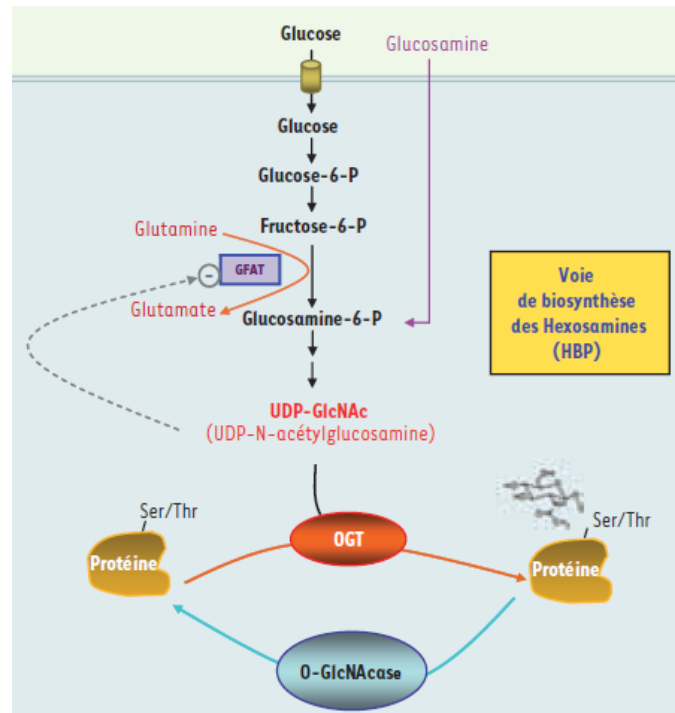 Glucose
Glucosamine
Glucose
Glucose-6-P
Fructose-6-P
Glutamine
GFAT
−
Glutamate
Glucosamine-6-P
Voie
de biosynthèse
des Hexosamines
(HBP)
UDP-GlcNAc
(UDP-N-acétylglucosamine)
Ser/Thr
Protéine
OGT
Ser/Thr
Protéine
O-GlcNAcase